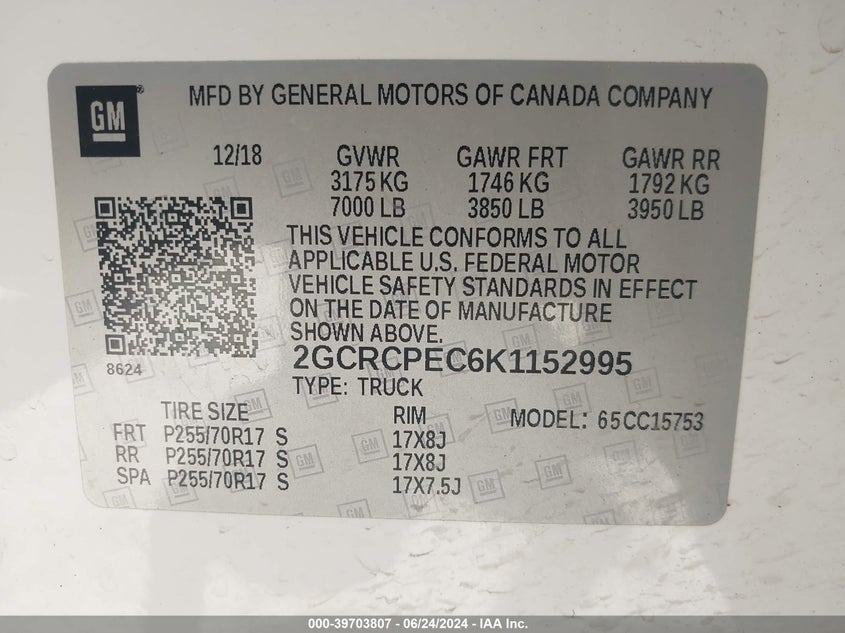 GM
MFD BY GENERAL MOTORS OF CANADA COMPANY
12/18 GVWR GAWR FRT GAWR RR
3175 KG 1746 KG 1792 KG
7000 LB 3850 LB 3950 LB
THIS VEHICLE CONFORMS TO ALL
APPLICABLE U.S. FEDERAL MOTOR
VEHICLE SAFETY STANDARDS IN EFFECT
ON THE DATE OF MANUFACTURE
SHOWN ABOVE.
8624
2GCRCPEC6K1152995
TYPE: TRUCK
TIRE SIZE RIM MODEL: 65CC15753
FRT P255/70R17 S 17X8J
RR P255/70R17 S 17X8J
SPA P255/70R17 S 17X7.5J
000-39703807 - 06/24/2024 - IAA Inc.